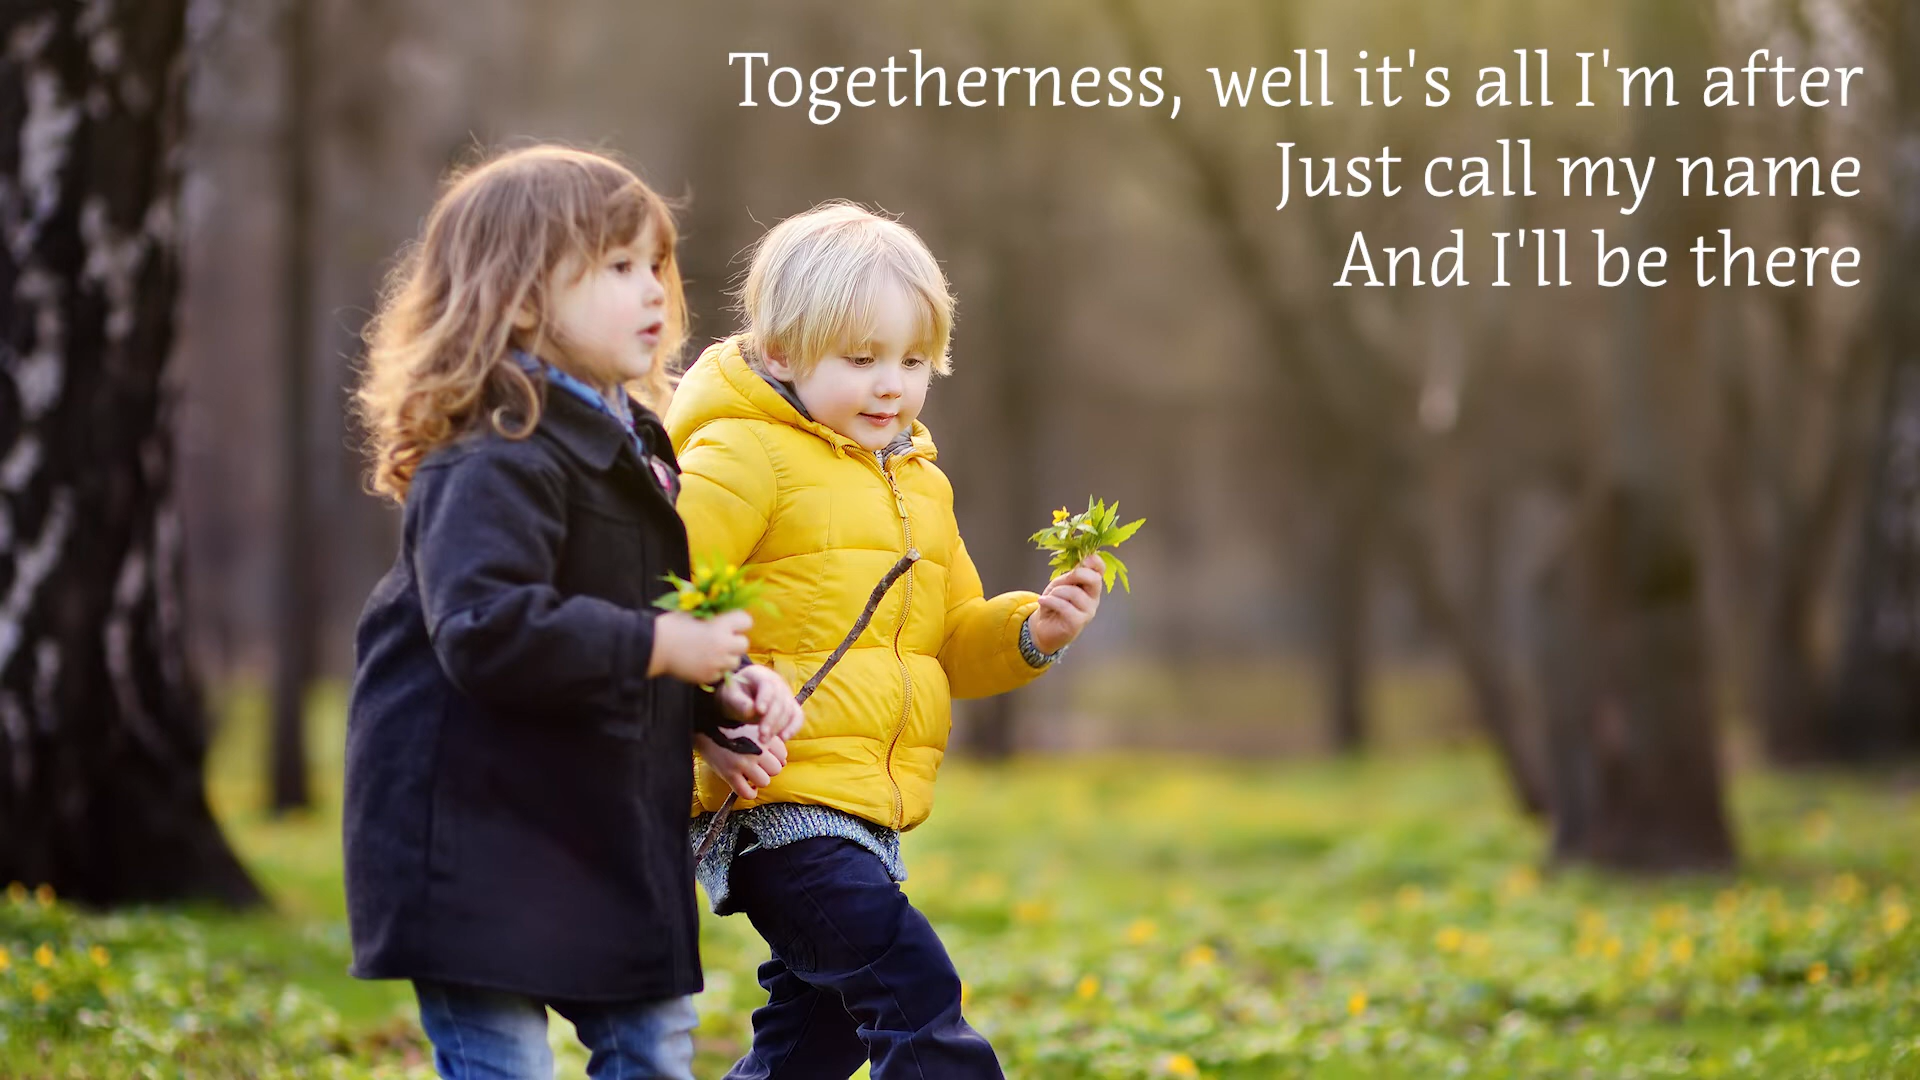 Togetherness, well it's all I'm after
Just call my name
And I'll be there